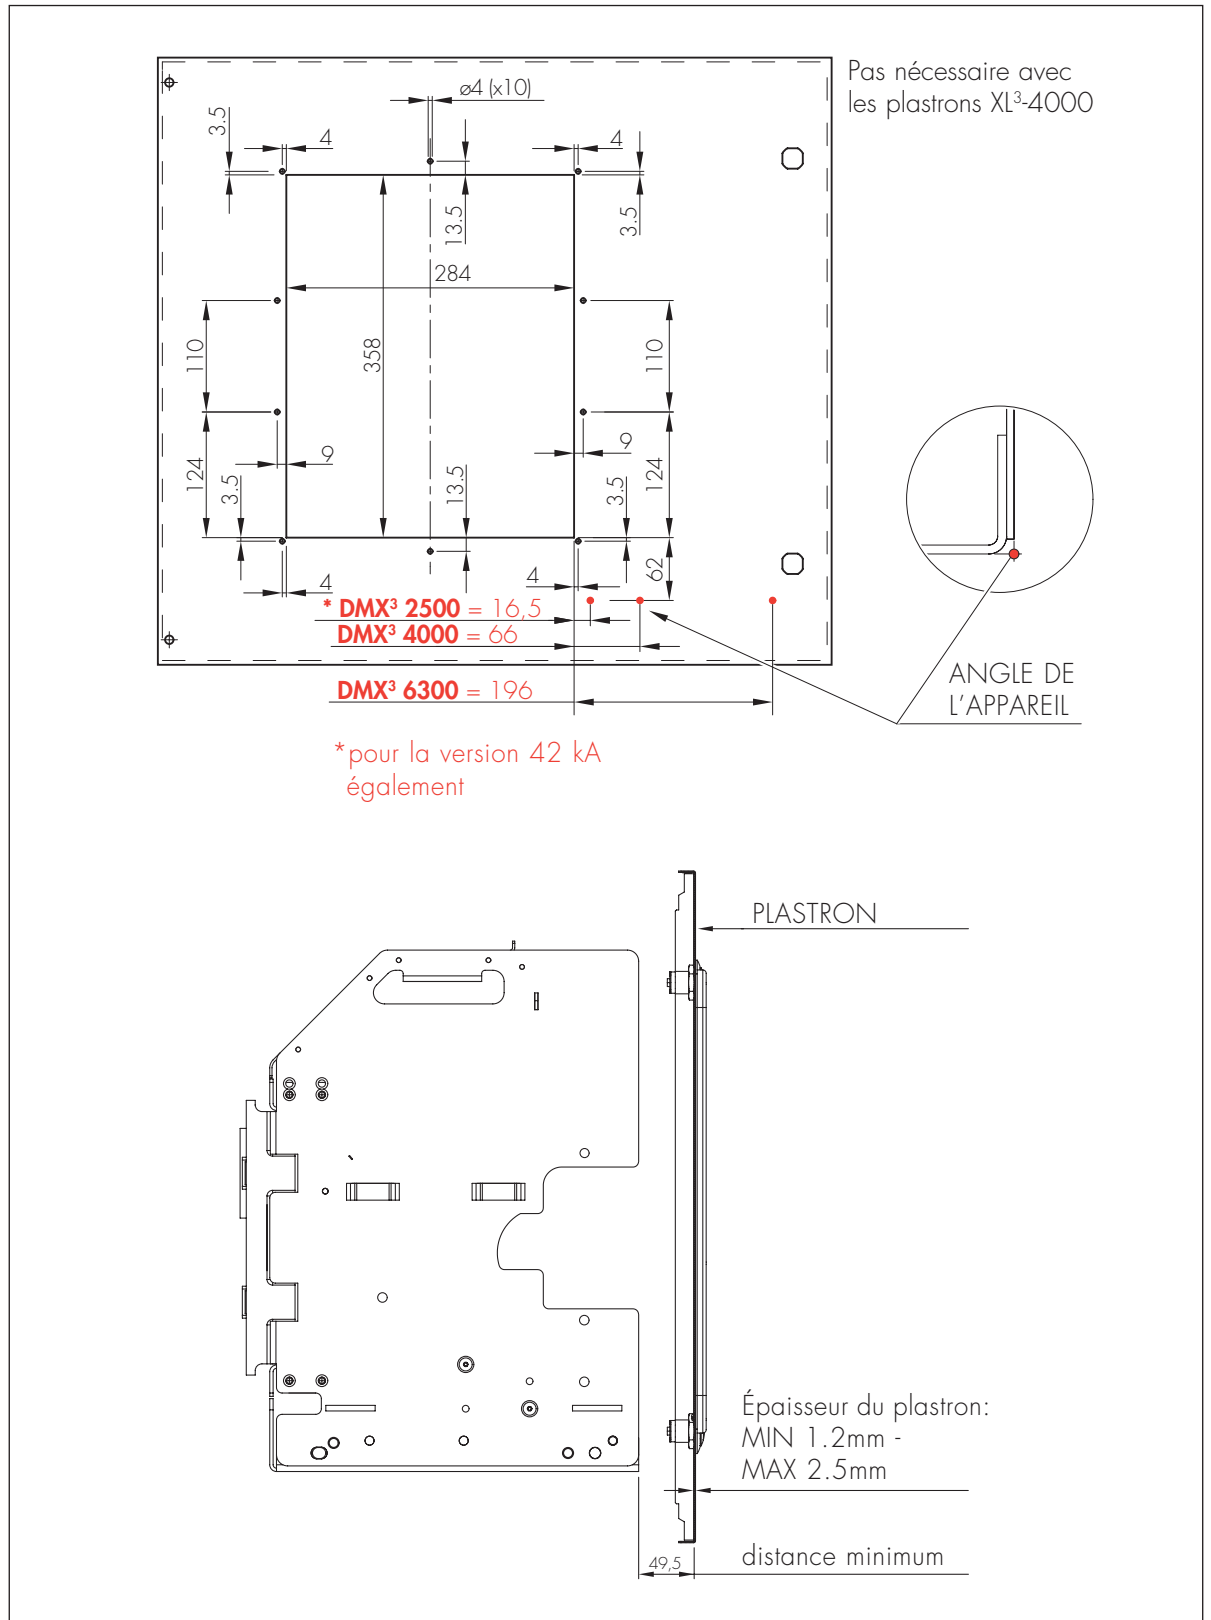 Pas nécessaire avec
les plastrons XL³-4000
ø4 (x10)
3.5
4
4
13.5
3.5
284
358
110
110
124
9
3.5
13.5
9
3.5
124
62
4
4
* DMX³ 2500 = 16,5
DMX³ 4000 = 66
DMX³ 6300 = 196
ANGLE DE
L'APPAREIL
*pour la version 42 kA
également
PLASTRON
Épaisseur du plastron:
MIN 1.2mm -
MAX 2.5mm
49,5
distance minimum